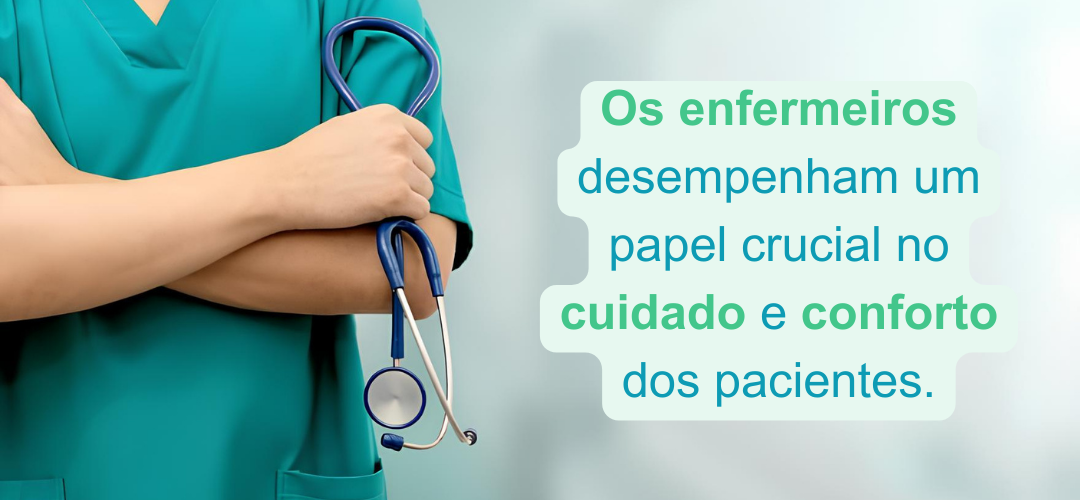 Os enfermeiros
desempenham um
papel crucial no
cuidado e conforto
dos pacientes.